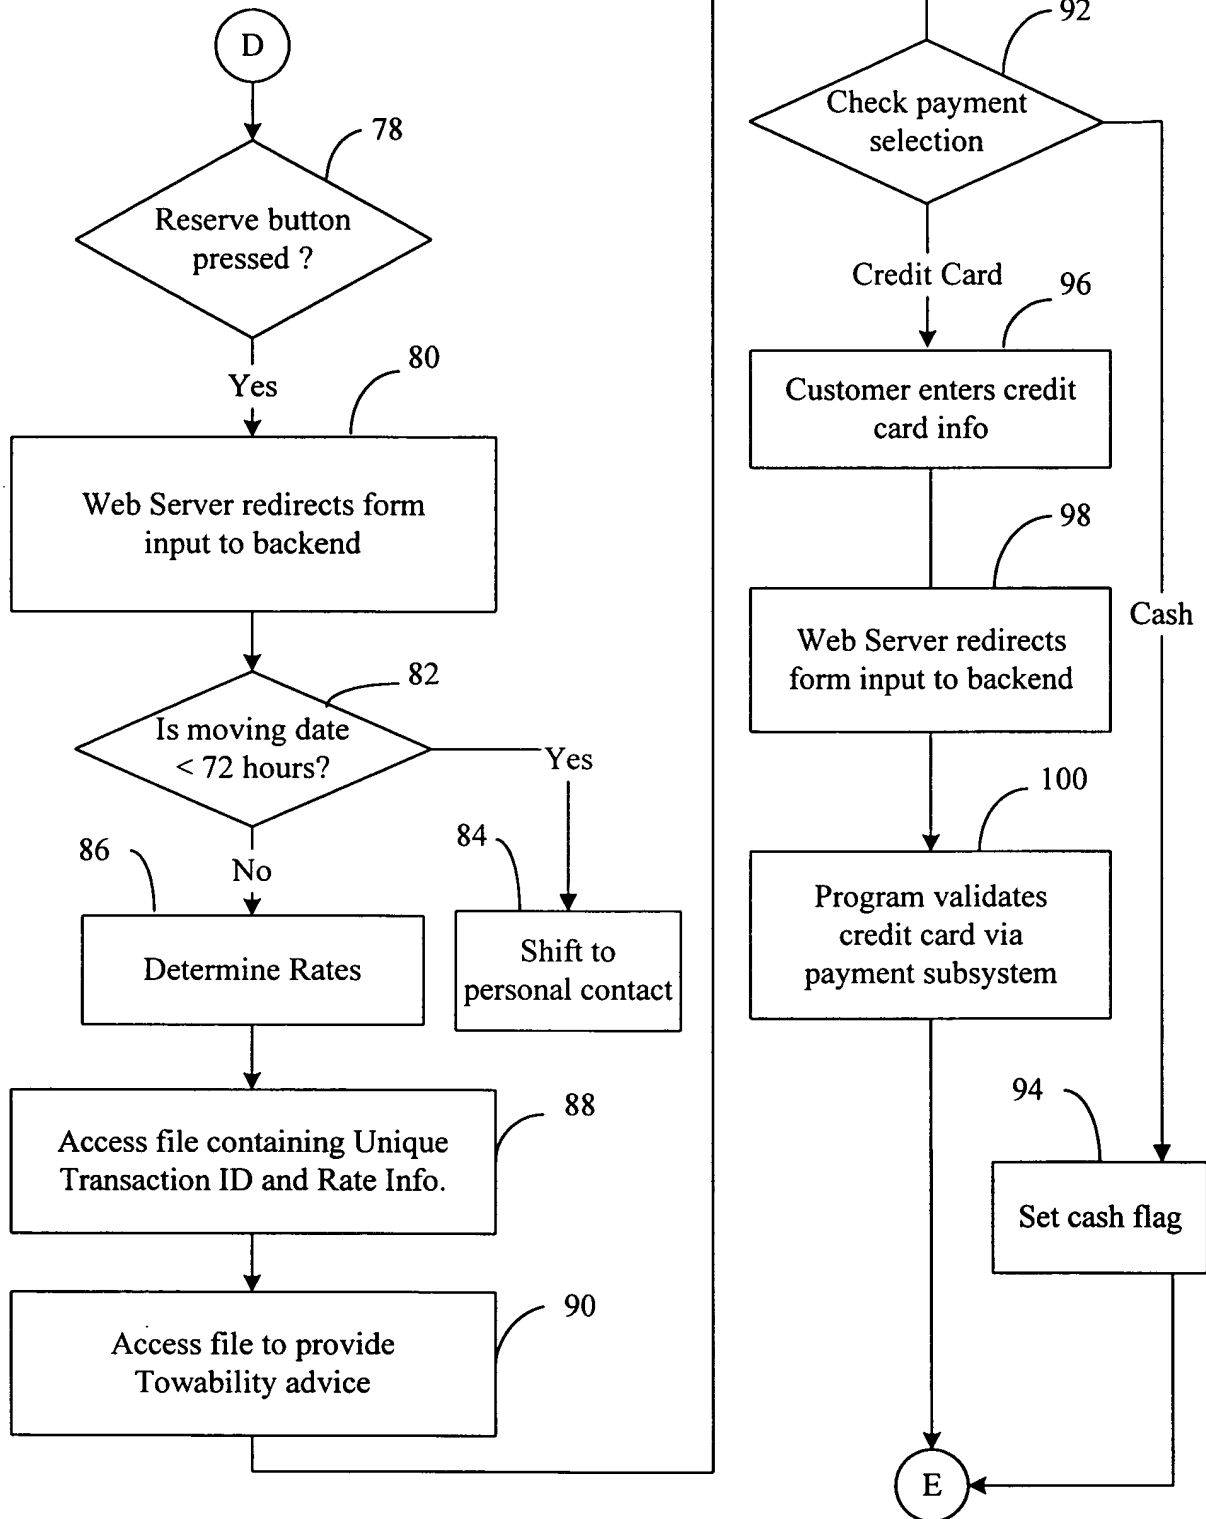 D
78
Reserve button
pressed ?
Yes
80
Web Server redirects form
input to backend
82
Is moving date
< 72 hours?
Yes
84
Shift to
personal contact
No
86
Determine Rates
88
Access file containing Unique
Transaction ID and Rate Info.
90
Access file to provide
Towability advice
92
Check payment
selection
Credit Card
96
Customer enters credit
card info
98
Web Server redirects
form input to backend
Cash
100
Program validates
credit card via
payment subsystem
94
Set cash flag
E